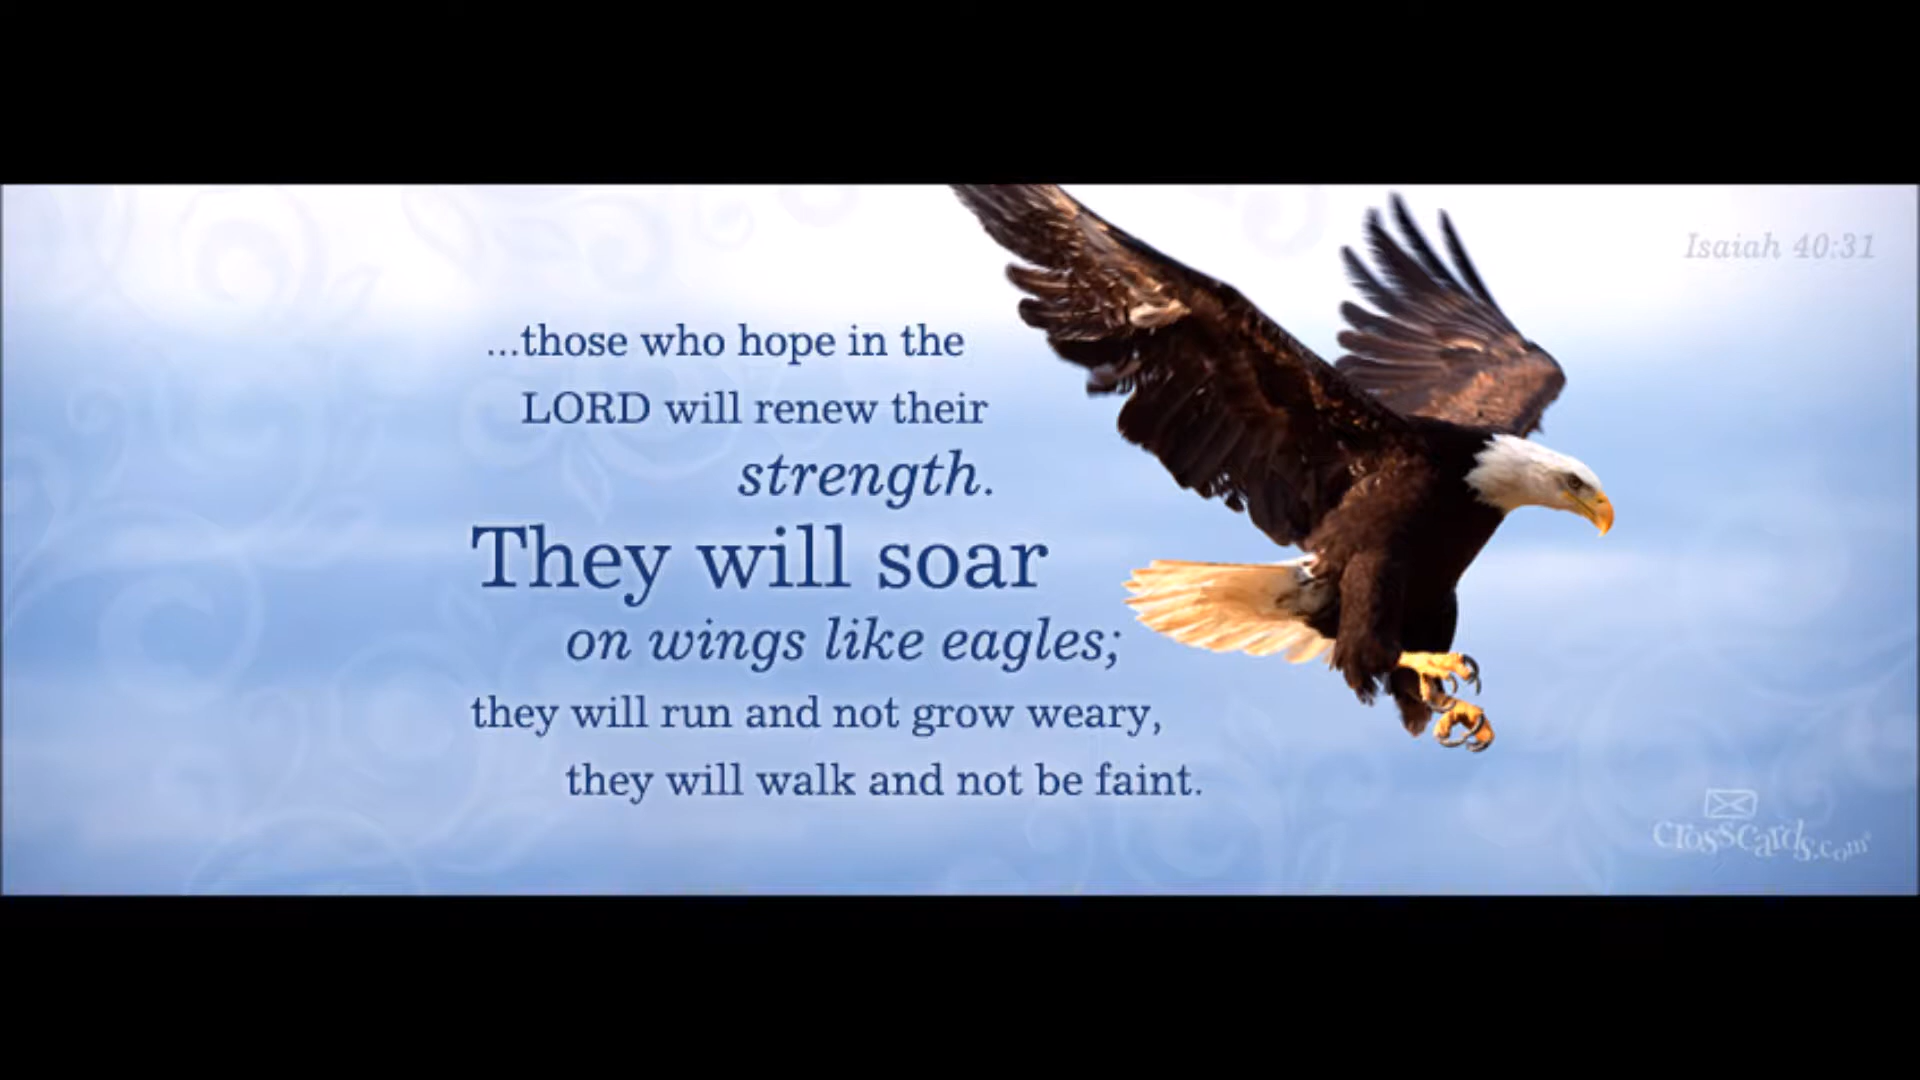 Isaiah 40:31
...those who hope in the
LORD will renew their
strength.
They will soar
on wings like eagles;
they will run and not grow weary,
they will walk and not be faint.
crosscards.com